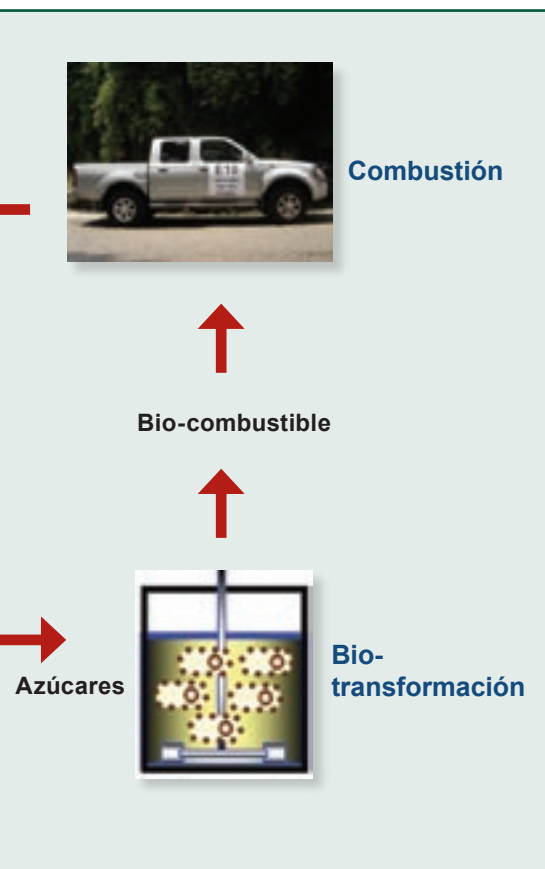 Combustión
Bio-combustible
Azúcares
Bio-
transformación